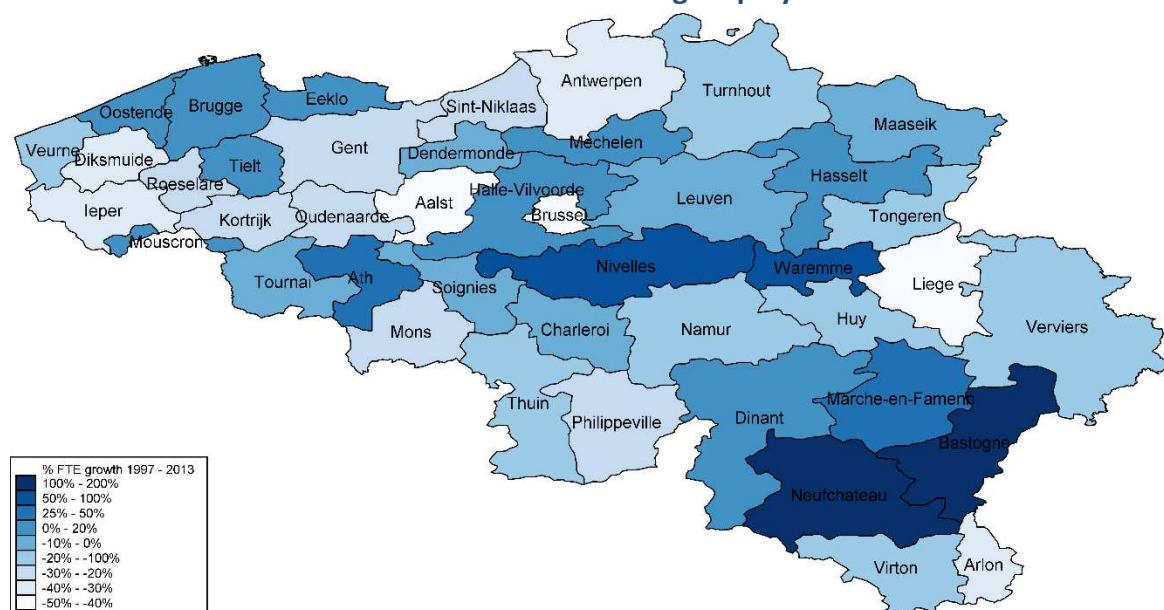 Antwerpen
Turnhout
Sint-Niklaas
Eeklo
Brugge
Oostende
Maaseik
Mechelen
Gent
Veurne
Diksmuide
Dendermonde
Tielt
Hasselt
Roeselare
Halle-Vilvoorde
Leuven
Aalst
Ieper
Brussel
Kortrijk
Oudenaarde
Tongeren
Mouscron
Nivelles
Waremme
Ath
Tournai
Soignies
Liege
Huy
Verviers
Mons
Charleroi
Namur
Marche-en-Famenn
Thuin
Philippeville
Dinant
Bastogne
Neufchateau
Virton
Arlon
% FTE growth 1997 - 2013
100% - 200%
50% - 100%
25% - 50%
0% - 20%
-10% - 0%
-20% - -100%
-30% - -20%
-40% - -30%
-50% - -40%